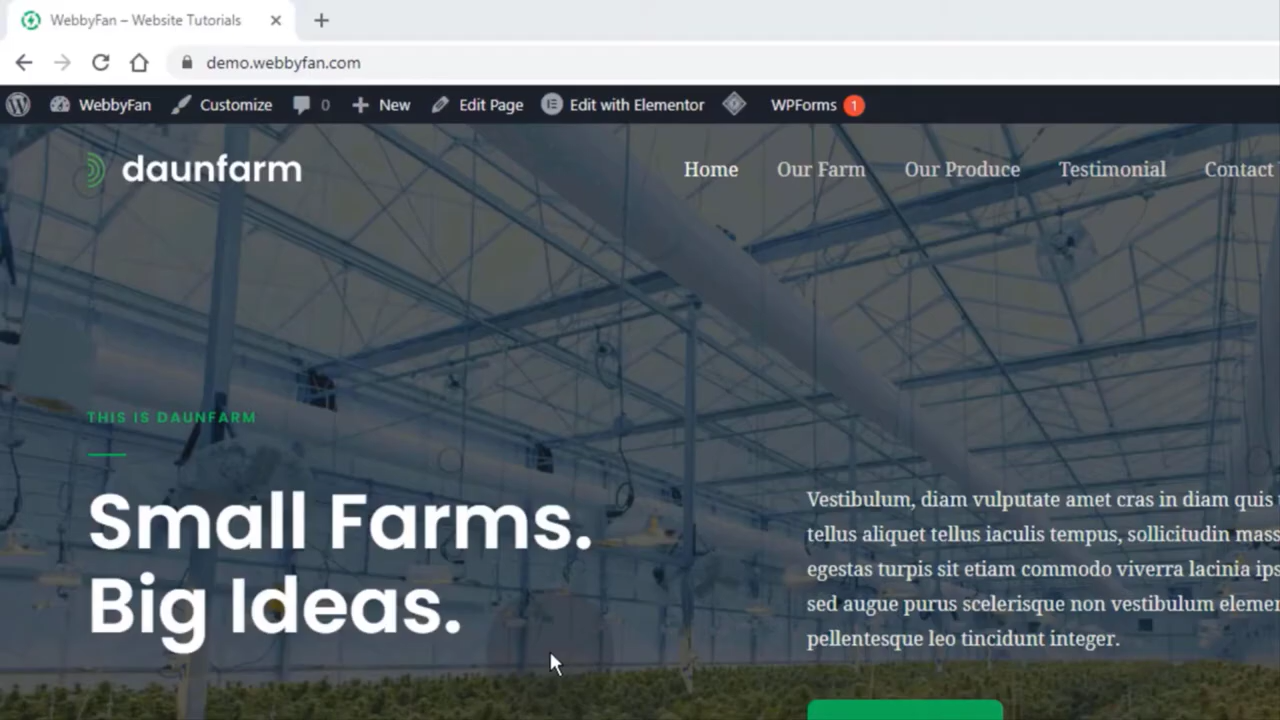 WebbyFan – Website Tutorials
demo.webbyfan.com
WebbyFan Customize 0 New Edit Page Edit with Elementor WPForms 1
daunfarm
Home Our Farm Our Produce Testimonial Contact
THIS IS DAUNFARM
Small Farms.
Big Ideas.
Vestibulum, diam vulputate amet cras in diam quis
tellus aliquet tellus iaculis tempus, sollicitudin
egestas turpis sit etiam commodo viverra lacinia
sed augue purus scelerisque non vestibulum
pellentesque leo tincidunt integer.